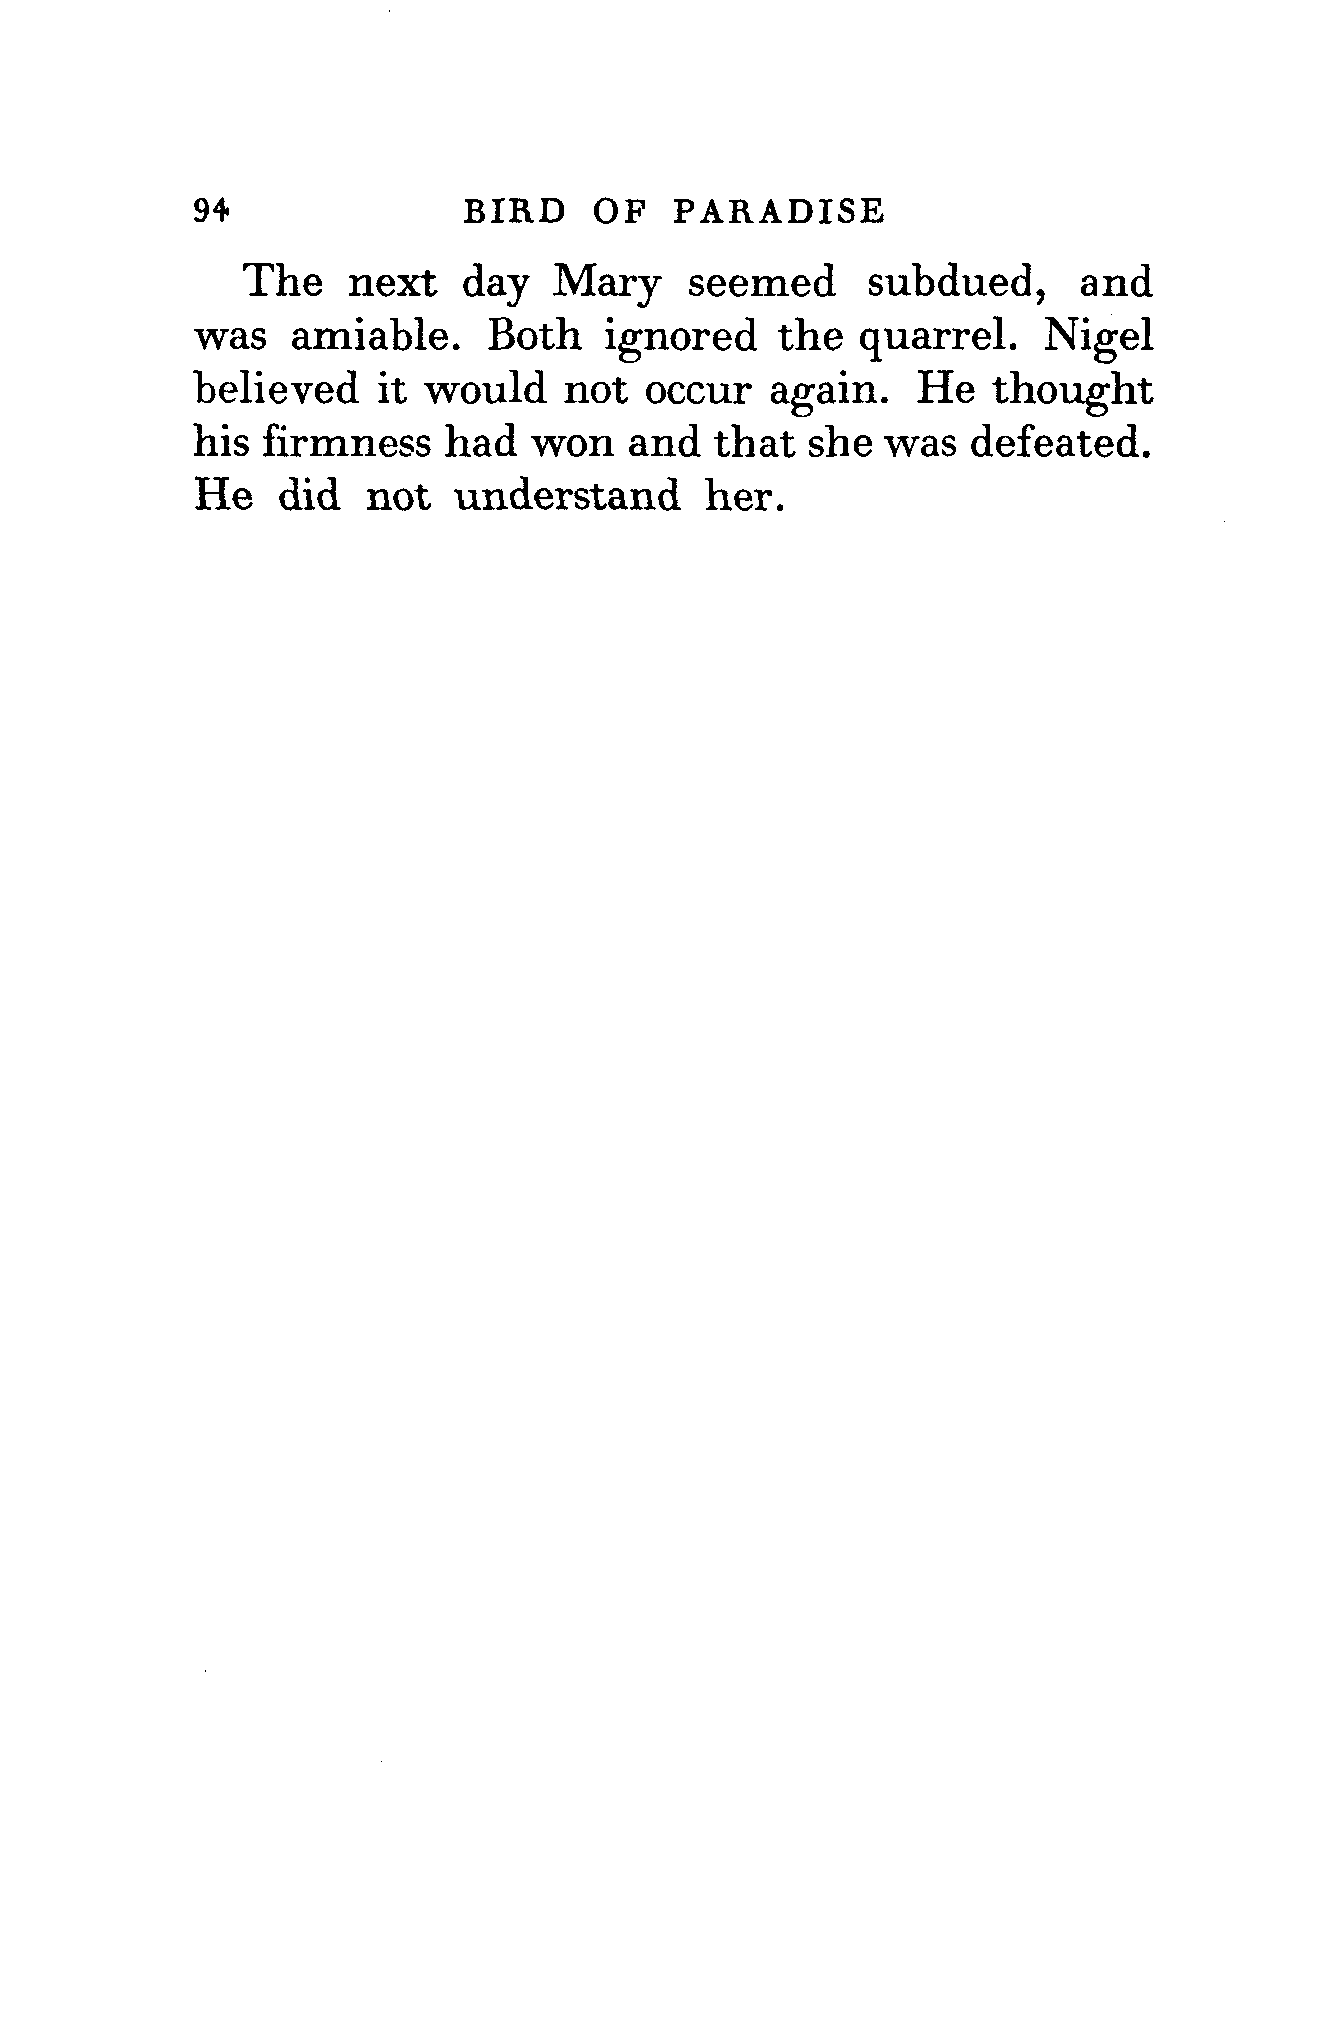 94 BIRD OF PARADISE
The next day Mary seemed subdued, and
was amiable. Both ignored the quarrel. Nigel
believed it would not occur again. He thought
his firmness had won and that she was defeated.
He did not understand her.